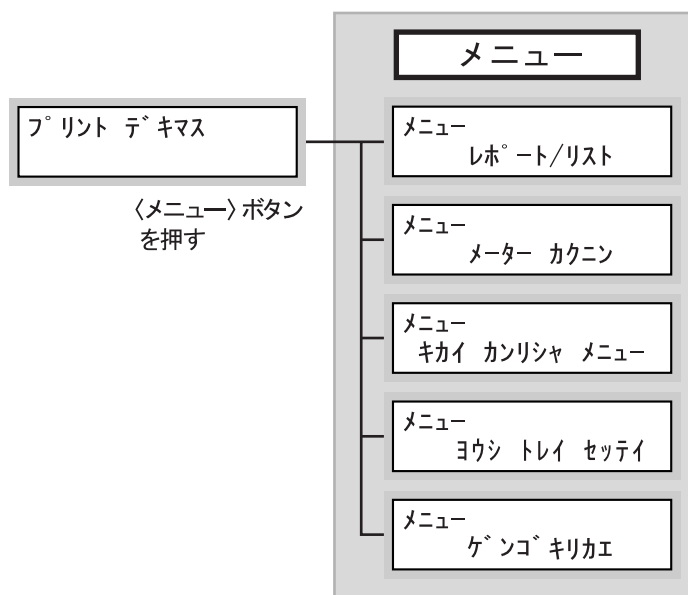 メニュー
プリント デキマス
〈メニュー〉ボタン
を押す
メニュー
レポート/リスト
メニュー
メーター カクニン
メニュー
キカイ カンリシャ メニュー
メニュー
ヨウシ トレイ セッテイ
メニュー
ゲンゴキリカエ